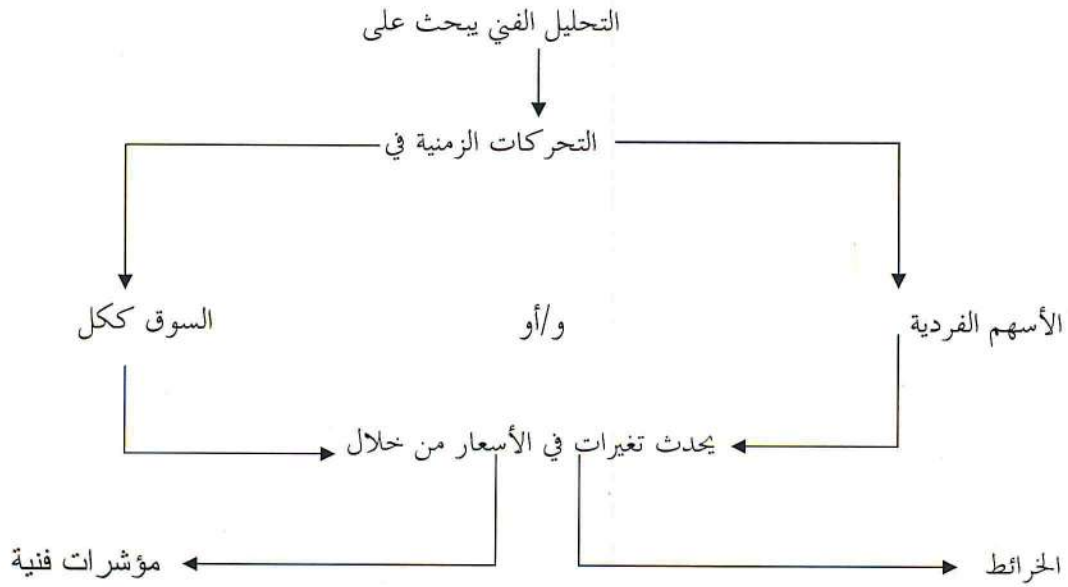 التحليل الفني يبحث على
التحركات الزمنية في
الأسهم الفردية
و/أو
السوق ككل
يحدث تغيرات في الأسعار من خلال
الخرائط
مؤشرات فنية